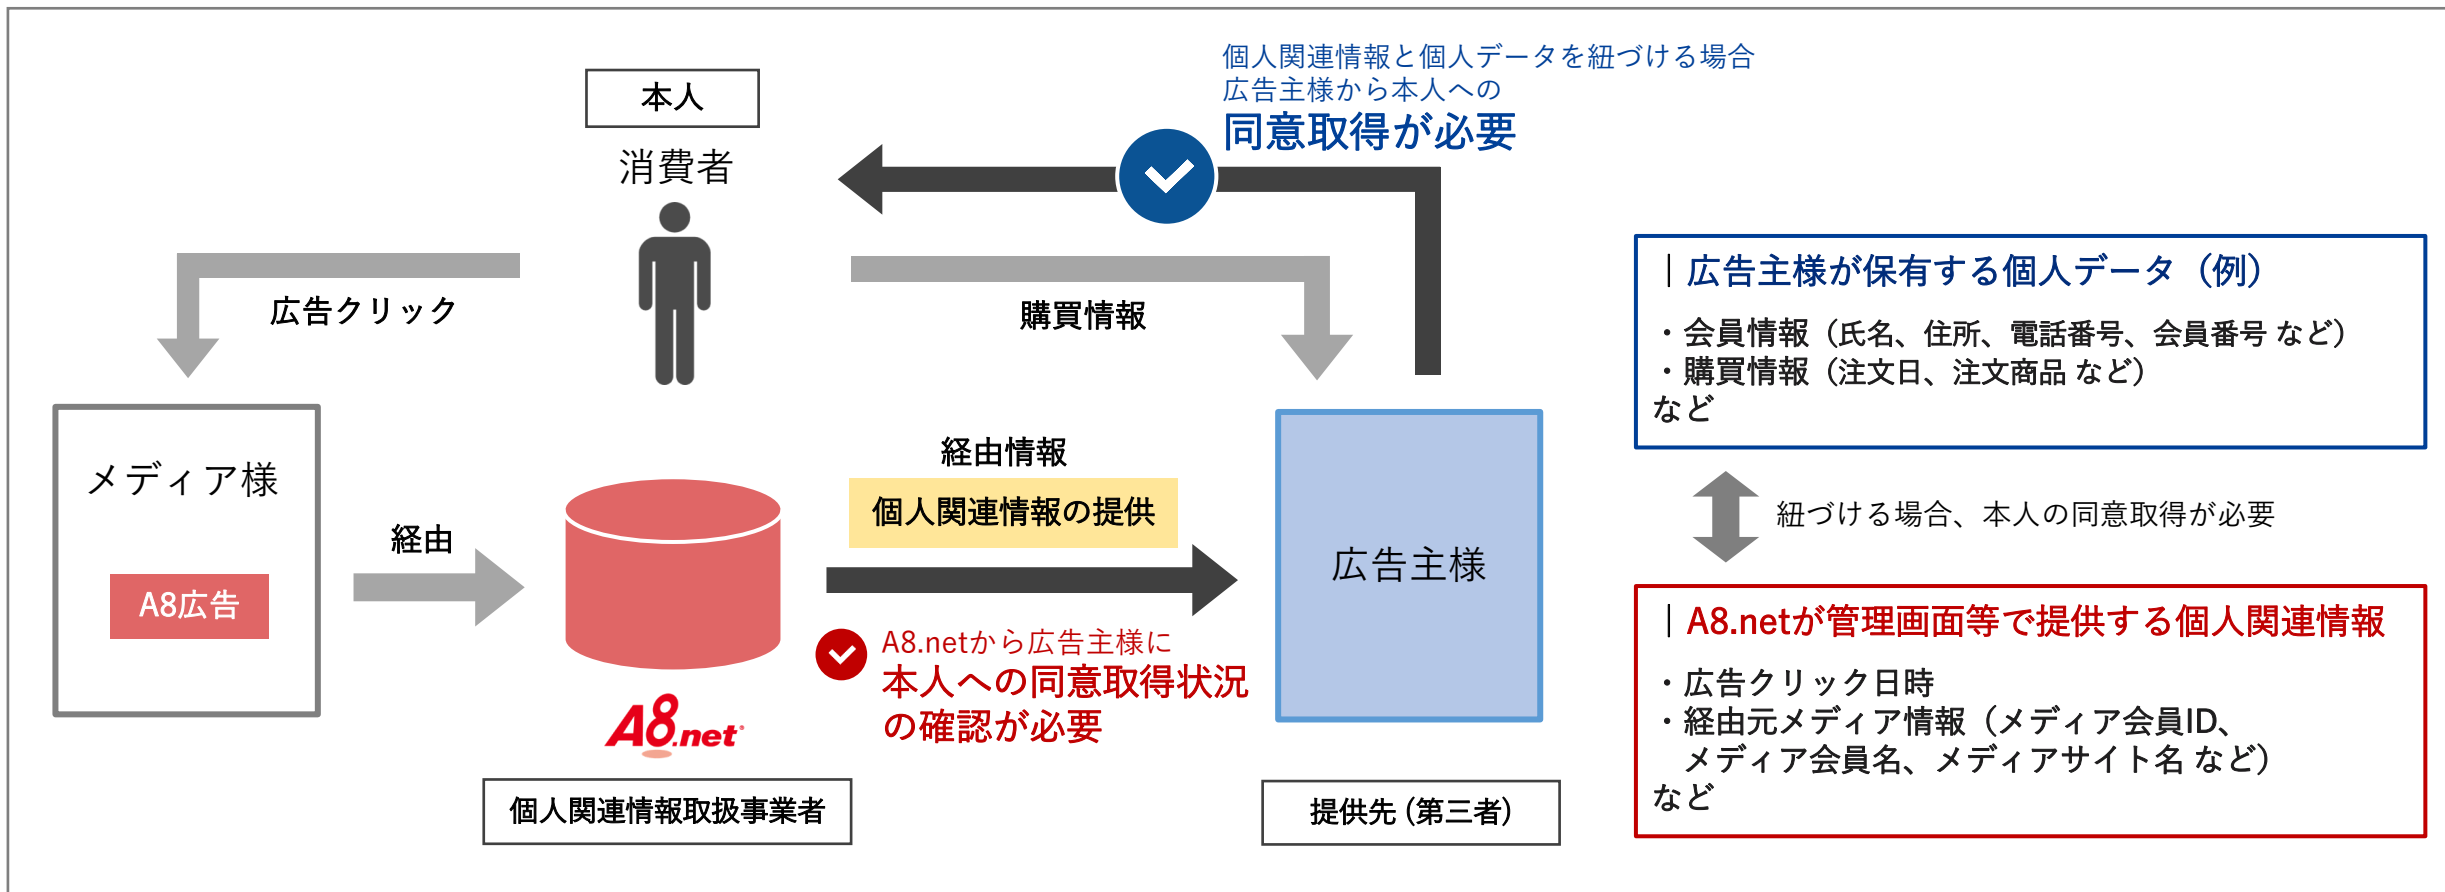 個人関連情報と個人データを紐づける場合
広告主様から本人への
同意取得が必要
本人
消費者
広告クリック
購買情報
メディア様
A8広告
経由
経由情報
個人関連情報の提供
A8.netから広告主様に
本人への同意取得状況
の確認が必要
A8.net
個人関連情報取扱事業者
広告主様
提供先(第三者)
｜広告主様が保有する個人データ（例）
・会員情報（氏名、住所、電話番号、会員番号 など）
・購買情報（注文日、注文商品 など）
など
紐づける場合、本人の同意取得が必要
｜A8.netが管理画面等で提供する個人関連情報
・広告クリック日時
・経由元メディア情報（メディア会員ID、
メディア会員名、メディアサイト名 など）
など